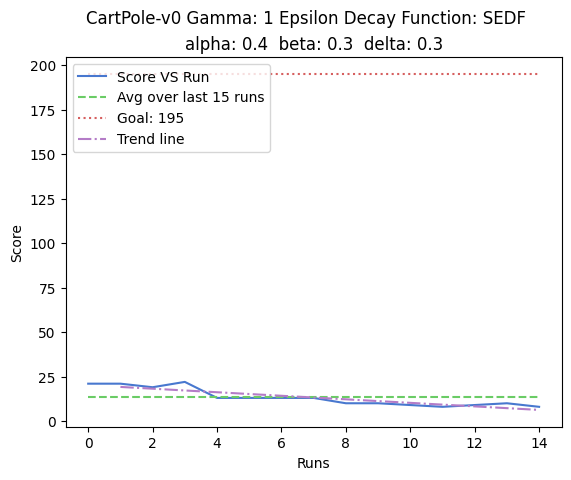 CartPole-v0 Gamma: 1 Epsilon Decay Function: SEDF
alpha: 0.4 beta: 0.3 delta: 0.3
200
175
150
125
100
75
50
25
0
Score
Score VS Run
Avg over last 15 runs
Goal: 195
Trend line
0 2 4 6 8 10 12 14
Runs